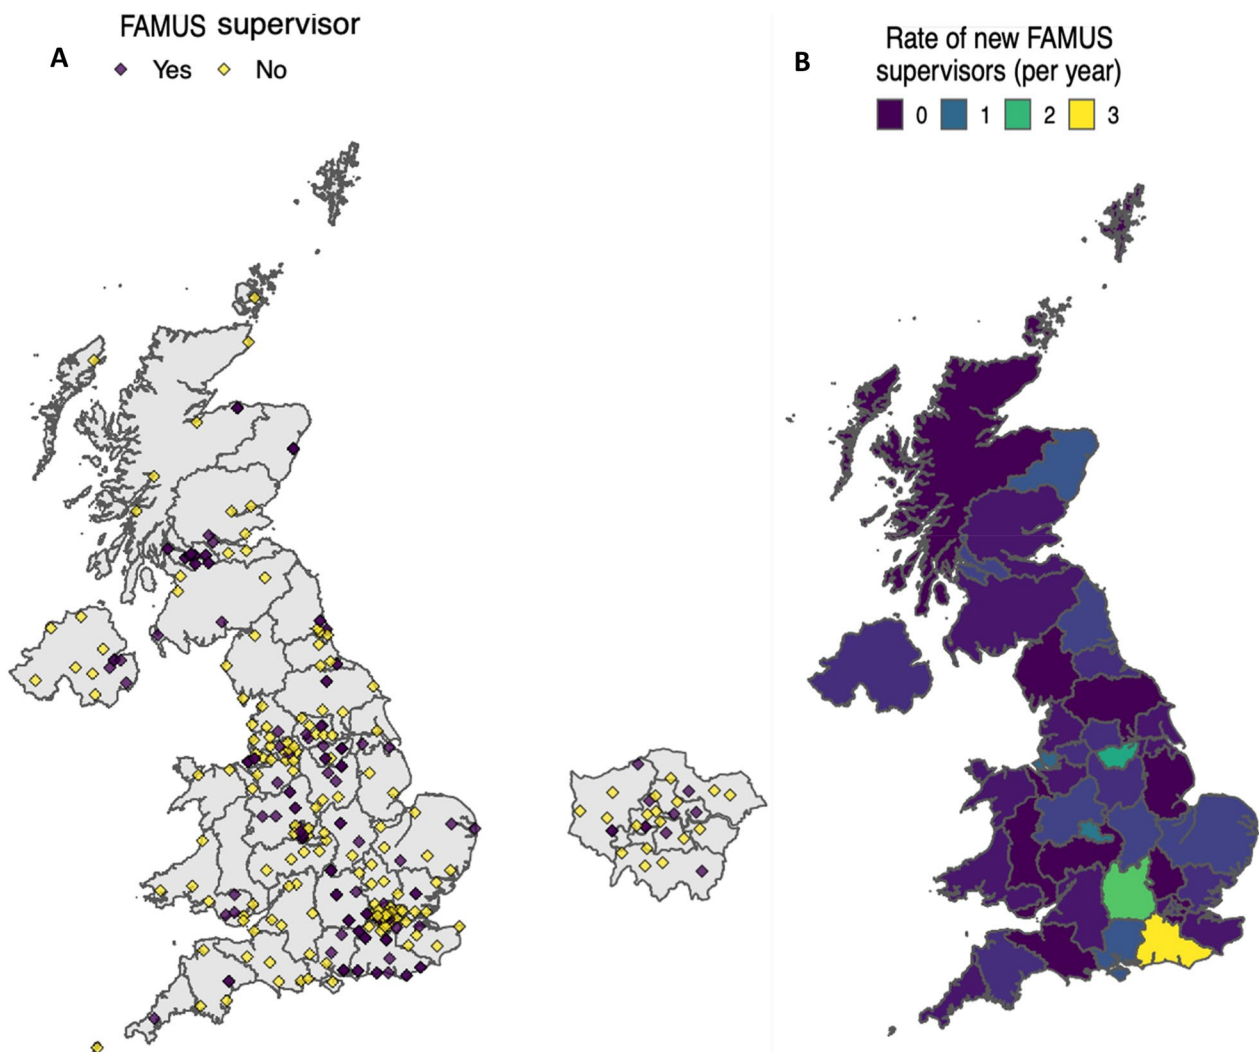 FAMUS supervisor
A
Yes No
Rate of new FAMUS
B
supervisors (per year)
0 1 2 3